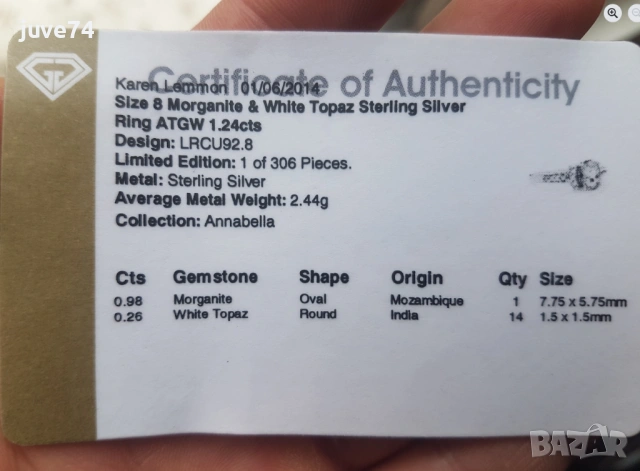 juve74
Certificate of Authenticity
Karen Lemmon 01/06/2014
Size 8 Morganite & White Topaz Sterling Silver
Ring ATGW 1.24cts
Design: LRCU92.8
Limited Edition: 1 of 306 Pieces.
Metal: Sterling Silver
Average Metal Weight: 2.44g
Collection: Annabella
Cts Gemstone Shape Origin Qty Size
0.98 Morganite Oval Mozambique 1 7.75 x 5.75mm
0.26 White Topaz Round India 14 1.5 x 1.5mm
BAZAR